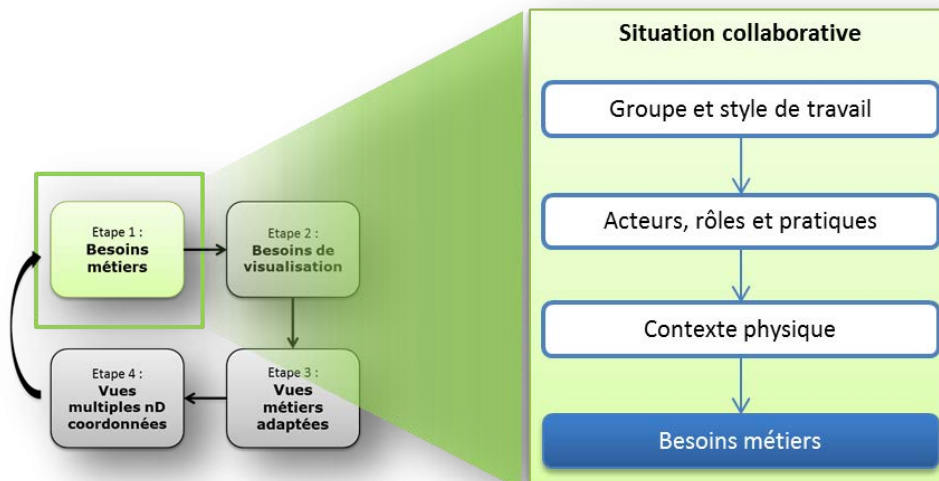 Etape 1 :
Besoins
métiers
Etape 2 :
Besoins de
visualisation
Etape 4 :
Vues
multiples nD
coordonnées
Etape 3 :
Vues
métiers
adaptées
Situation collaborative
Groupe et style de travail
Acteurs, rôles et pratiques
Contexte physique
Besoins métiers